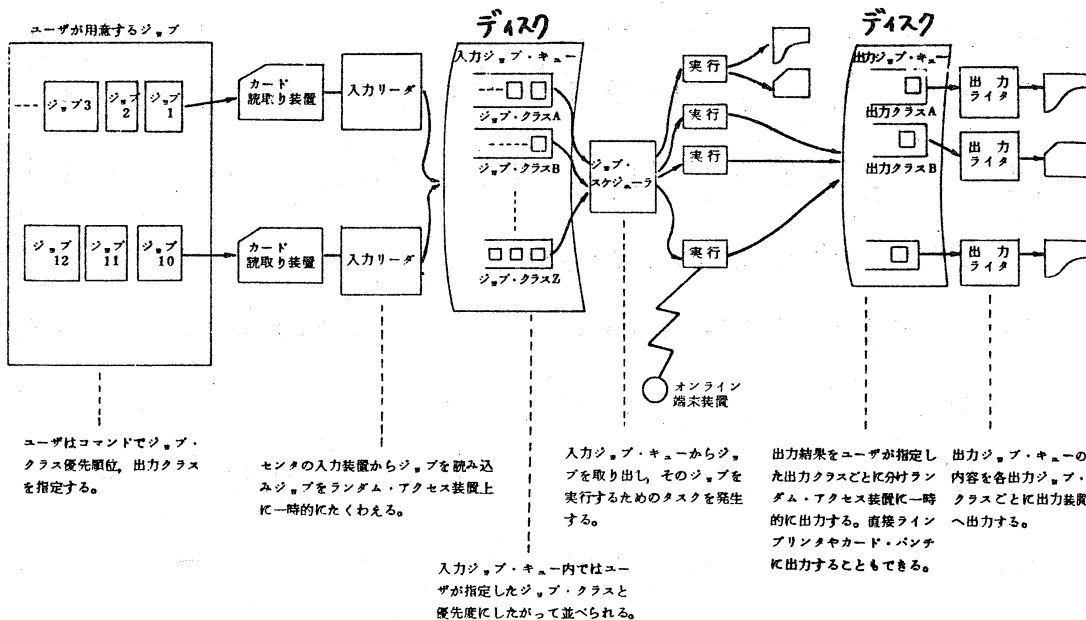 ユーザが用意するジョブ
ジョブ3
ジョブ
2
ジョブ
1
カード
読取り装置
入力リーダ
ジョブ
12
ジョブ
11
ジョブ
10
カード
読取り装置
入力リーダ
ディスク
入力ジョブ・キュー
ジョブ・クラスA
ジョブ・クラスB
ジョブ・クラスZ
ジョブ・
スケジューラ
実行
実行
実行
実行
オンライン
端末装置
ディスク
出力ジョブ・キュー
出力クラスA
出力クラスB
出力
ライタ
出力
ライタ
出力
ライタ
ユーザはコマンドでジョブ・
クラス優先順位，出力クラス
を指定する。
センタの入力装置からジョブを読み込
みジョブをランダム・アクセス装置上
に一時的にたくわえる。
入力ジョブ・キュー内ではユー
ザが指定したジョブ・クラスと
優先度にしたがって並べられる。
入力ジョブ・キューからジョ
ブを取り出し，そのジョブを
実行するためのタスクを発生
する。
出力結果をユーザが指定し
た出力クラスごとに分けラン
ダム・アクセス装置に一時
的に出力する。直接ライン
プリンタやカード・パンチ
に出力することもできる。
出力ジョブ・キューの
内容を各出力ジョブ・
クラスごとに出力装置
へ出力する。